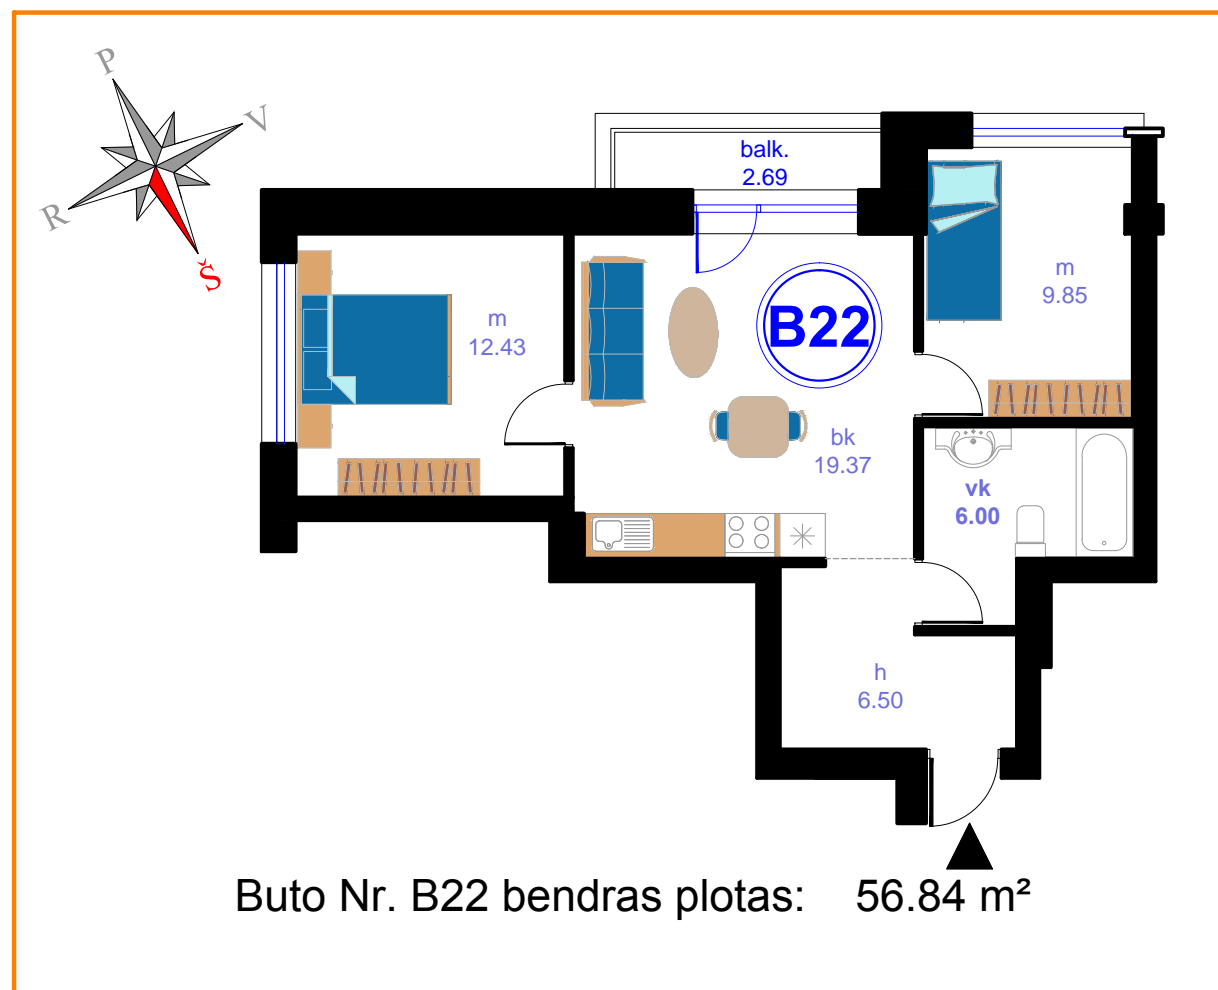 P
V
R
Š
balk.
2.69
m
9.85
m
12.43
B22
bk
19.37
vk
6.00
h
6.50
Buto Nr. B22 bendras plotas: 56.84 m²